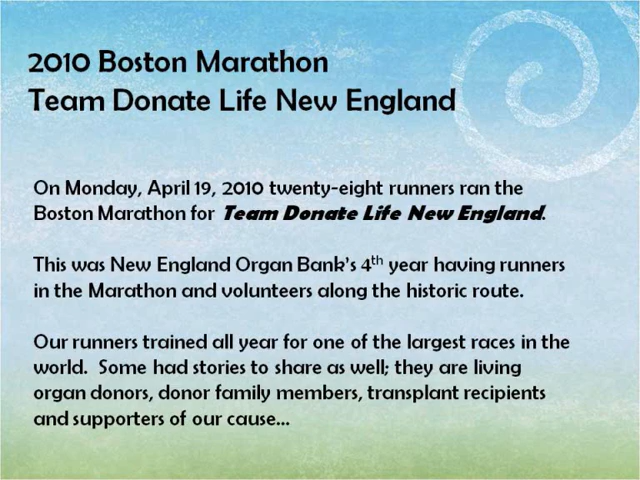 2010 Boston Marathon
Team Donate Life New England
On Monday, April 19, 2010 twenty-eight runners ran the
Boston Marathon for Team Donate Life New England.
This was New England Organ Bank's 4th year having runners
in the Marathon and volunteers along the historic route.
Our runners trained all year for one of the largest races in the
world.  Some had stories to share as well; they are living
organ donors, donor family members, transplant recipients
and supporters of our cause...